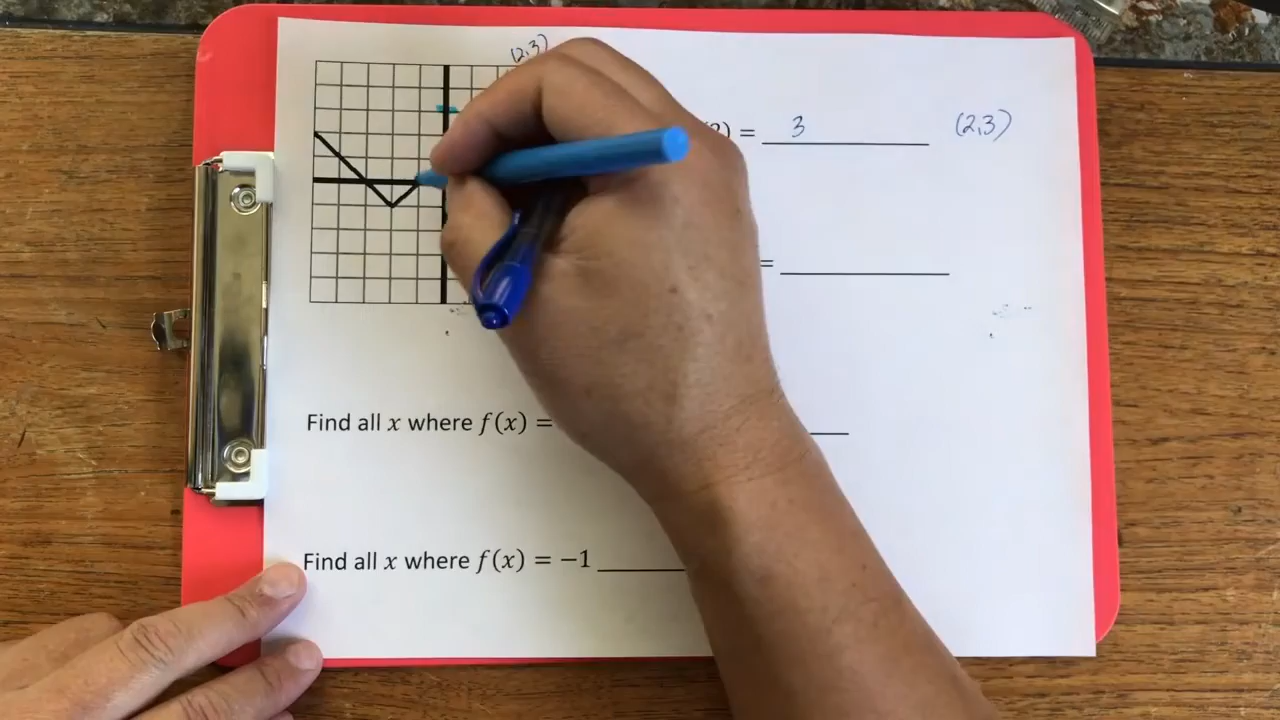 (2,3)
= 3 (2,3)
=
Find all x where f(x) =
Find all x where f(x) = −1